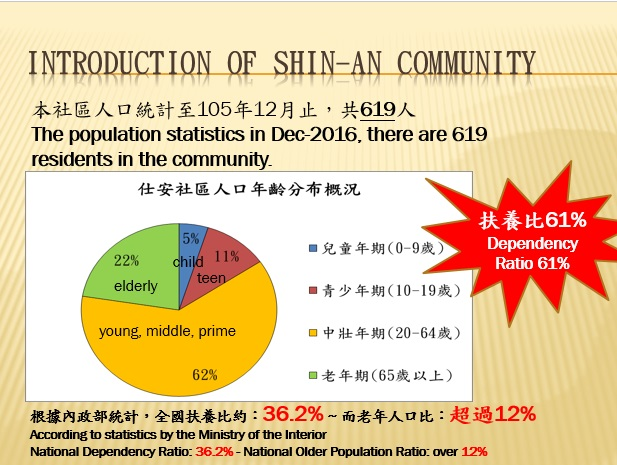 INTRODUCTION OF SHIN-AN COMMUNITY
本社區人口統計至105年12月止，共619人
The population statistics in Dec-2016, there are 619
residents in the community.
仕安社區人口年齡分布概況
5%
child
11%
teen
22%
elderly
young, middle, prime
62%
兒童年期(0-9歲)
青少年期(10-19歲)
中壯年期(20-64歲)
老年期(65歲以上)
扶養比61%
Dependency
Ratio 61%
根據內政部統計，全國扶養比約：36.2% ~ 而老年人口比：超過12%
According to statistics by the Ministry of the Interior
National Dependency Ratio: 36.2% - National Older Population Ratio: over 12%